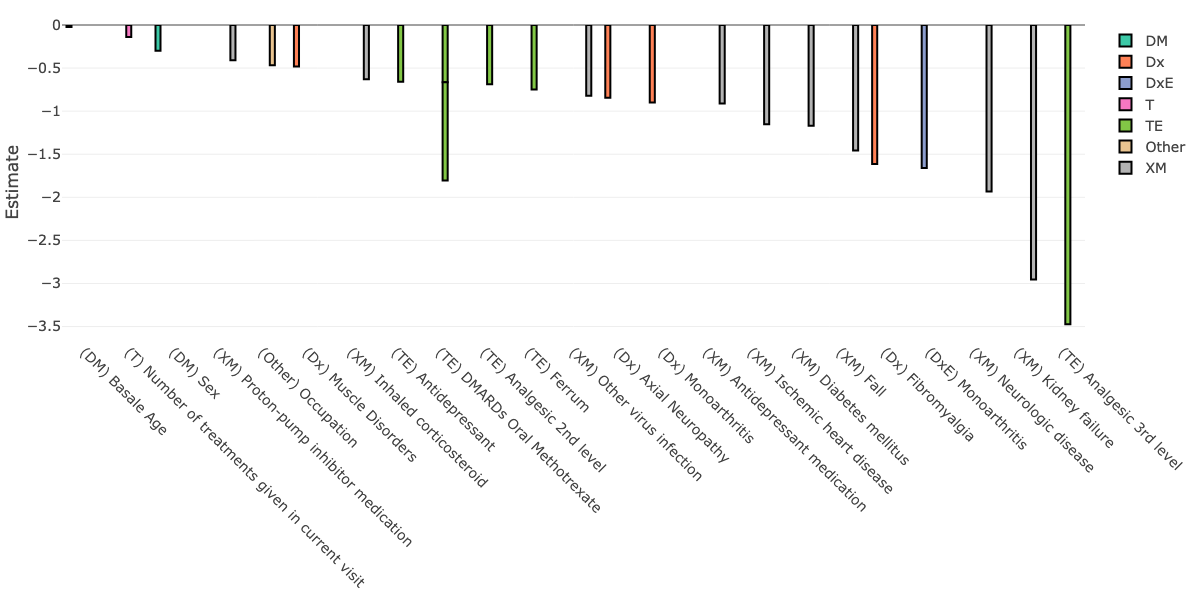 0
−0.5
−1
−1.5
−2
−2.5
−3
−3.5
Estimate
(DM) Basale Age
(T) Number of treatments given in current visit
(DM) Sex
(XM) Proton-pump inhibitor medication
(Other) Occupation
(Dx) Muscle Disorders
(XM) Inhaled corticosteroid
(TE) Antidepressant
(TE) DMARDs Oral Methotrexate
(TE) Analgesic 2nd level
(TE) Ferrum
(XM) Other virus infection
(Dx) Axial Neuropathy
(Dx) Monoarthritis
(XM) Antidepressant medication
(XM) Ischemic heart disease
(XM) Diabetes mellitus
(XM) Fall
(Dx) Fibromyalgia
(DxE) Monoarthritis
(XM) Neurologic disease
(XM) Kidney failure
(TE) Analgesic 3rd level
DM
Dx
DxE
T
TE
Other
XM